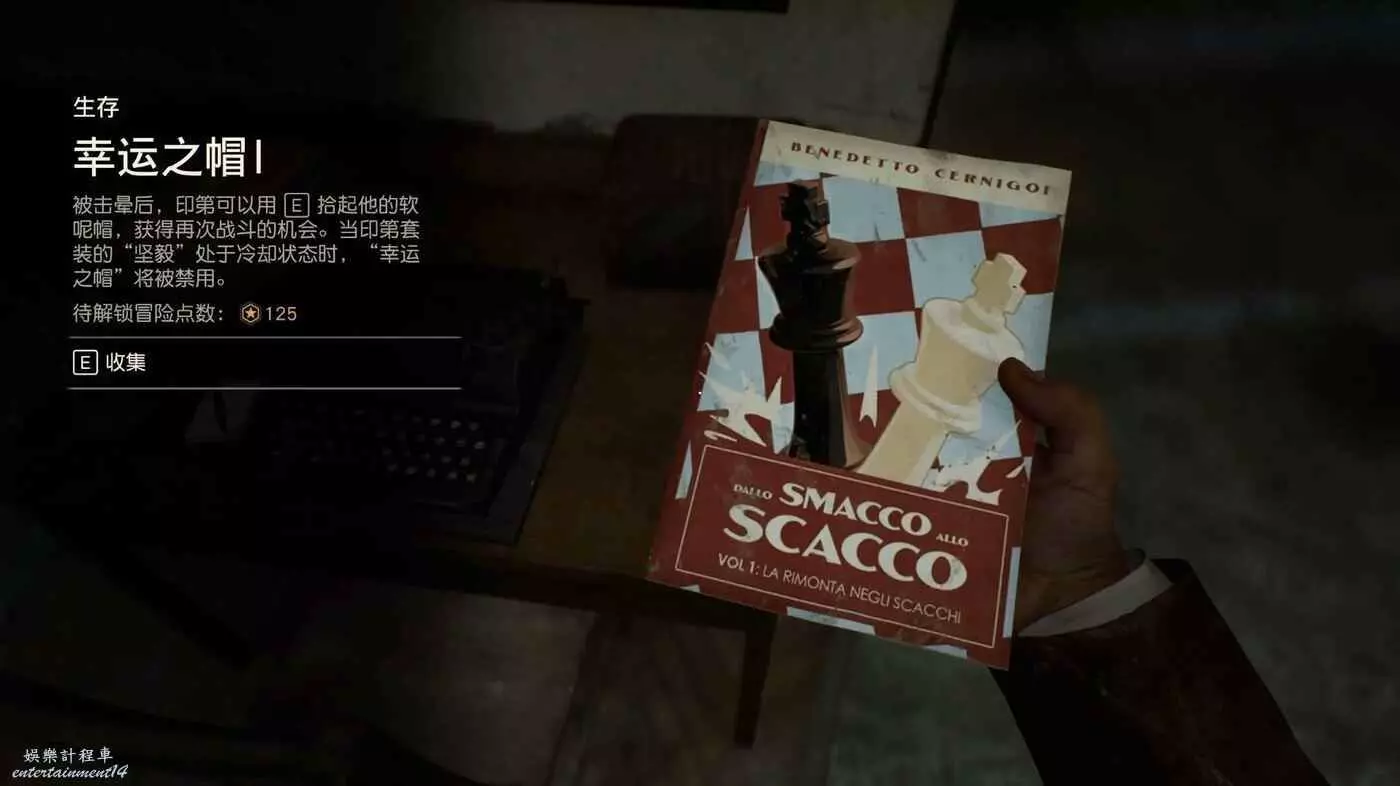 生存
幸运之帽I
被击晕后，印第可以用 E 拾起他的软
呢帽，获得再次战斗的机会。当印第套
装的“坚毅”处于冷却状态时，“幸运
之帽”将被禁用。
待解锁冒险点数： 125
E 收集
BENEDETTO CERNIGOI
DALLO SMACCO ALLO
SCACCO
VOL 1: LA RIMONTA NEGLI SCACCHI
娛樂計程車
entertainment14